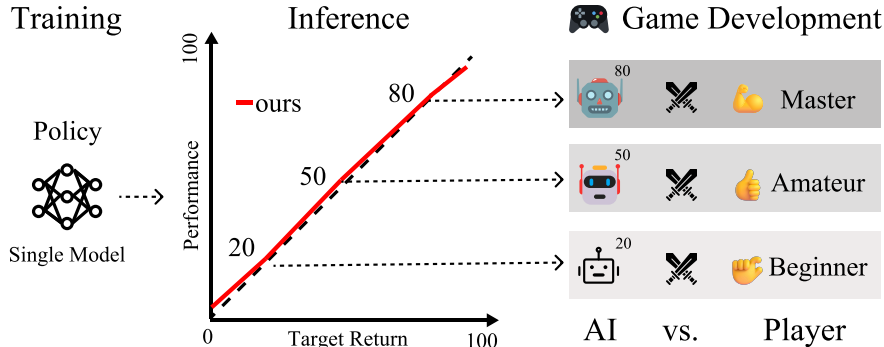 Training
Policy
Single Model
Inference
100
Performance
ours
80
50
20
0
Target Return
100
Game Development
80
Master
50
Amateur
20
Beginner
AI vs. Player